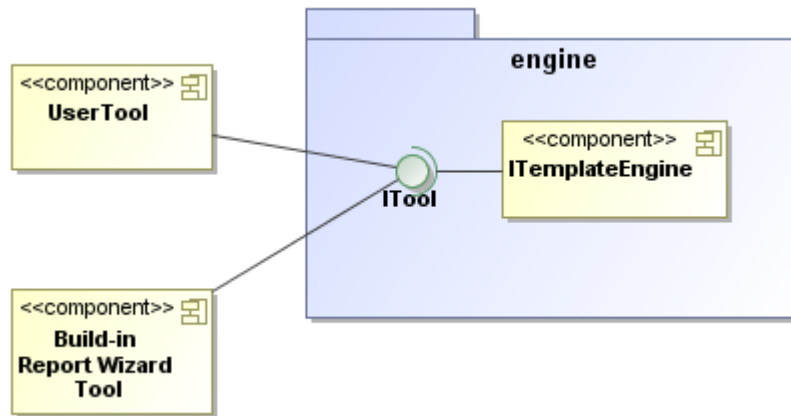 engine
<<component>>
UserTool
<<component>>
ITemplateEngine
ITool
<<component>>
Build-in
Report Wizard
Tool